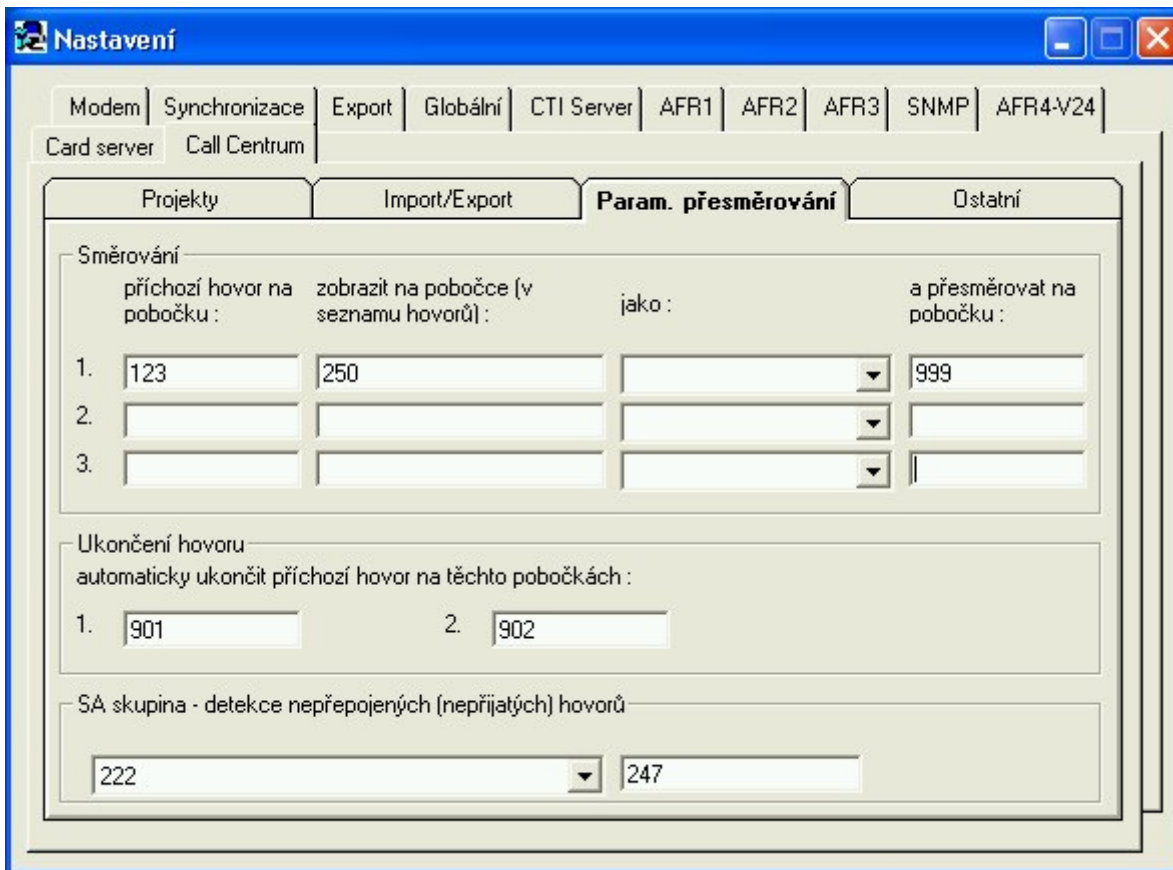 Nastavení
Modem Synchronizace Export Globální CTI Server AFR1 AFR2 AFR3 SNMP AFR4-V24
Card server Call Centrum
Projekty Import/Export Param. přesměrování Ostatní
Směrování
příchozí hovor na pobočku : zobrazit na pobočce (v seznamu hovorů) : jako : a přesměrovat na pobočku :
1. 123 250 999
2.
3.
Ukončení hovoru
automaticky ukončit příchozí hovor na těchto pobočkách :
1. 901 2. 902
SA skupina - detekce nepřepojených (nepřijatých) hovorů
222 247